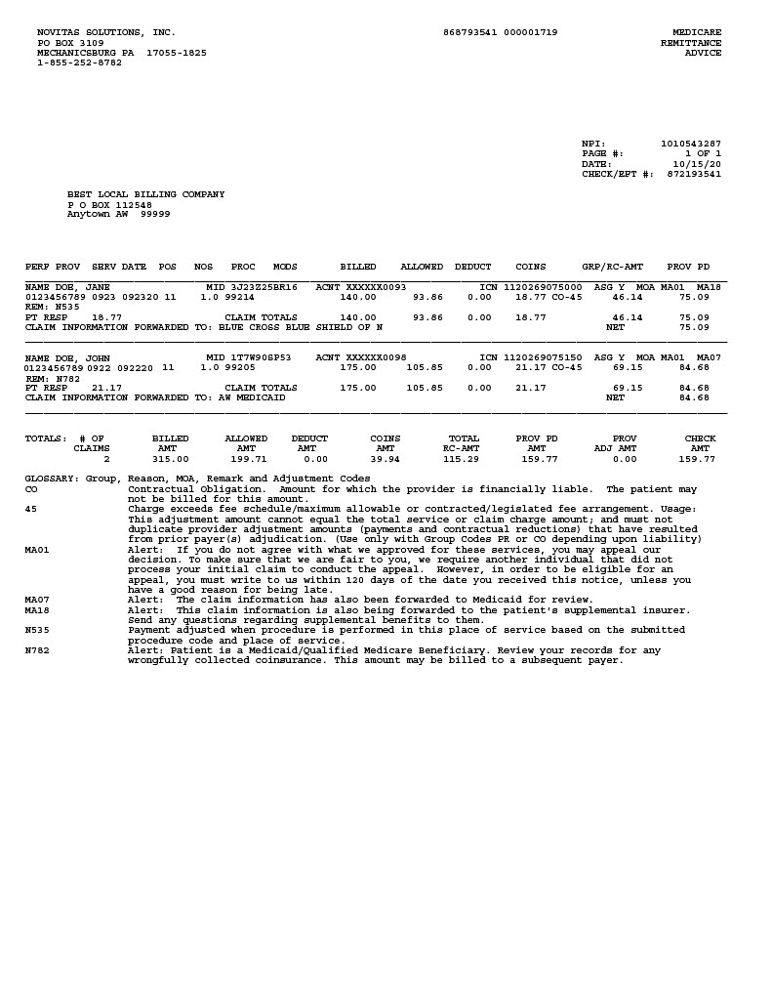 NOVITAS SOLUTIONS, INC. 868793541 000001719 MEDICARE
PO BOX 3109 REMITTANCE
MECHANICSBURG PA 17055-1825 ADVICE
1-855-252-8782
NPI: 1010543287
PAGE #: 1 OF 1
DATE: 10/15/20
CHECK/EFT #: 872193541
BEST LOCAL BILLING COMPANY
P O BOX 112548
Anytown AW 99999
PERF PROV SERV DATE POS NOS PROC MODS BILLED ALLOWED DEDUCT COINS GRP/RC-AMT PROV PD
NAME DOE, JANE MID 3J23Z25BR16 ACNT XXXXXX0093 ICN 1120269075000 ASG Y MOA MA01 MA18
0123456789 0923 092320 11 1.0 99214 140.00 93.86 0.00 18.77 CO-45 46.14 75.09
REM: N535
PT RESP 18.77 CLAIM TOTALS 140.00 93.86 0.00 18.77 46.14 75.09
CLAIM INFORMATION FORWARDED TO: BLUE CROSS BLUE SHIELD OF N NET 75.09
NAME DOE, JOHN MID 1T7W90SP53 ACNT XXXXXX0098 ICN 1120269075150 ASG Y MOA MA01 MA07
0123456789 0922 092220 11 1.0 99205 175.00 105.85 0.00 21.17 CO-45 69.15 84.68
REM: N782
PT RESP 21.17 CLAIM TOTALS 175.00 105.85 0.00 21.17 69.15 84.68
CLAIM INFORMATION FORWARDED TO: AW MEDICAID NET 84.68
TOTALS: # OF BILLED ALLOWED DEDUCT COINS TOTAL PROV PD PROV CHECK
CLAIMS AMT AMT AMT AMT RC-AMT AMT ADJ AMT AMT
2 315.00 199.71 0.00 39.94 115.29 159.77 0.00 159.77
GLOSSARY: Group, Reason, MOA, Remark and Adjustment Codes
CO Contractual Obligation. Amount for which the provider is financially liable. The patient may
not be billed for this amount.
45 Charge exceeds fee schedule/maximum allowable or contracted/legislated fee arrangement. Usage:
This adjustment amount cannot equal the total service or claim charge amount; and must not
duplicate provider adjustment amounts (payments and contractual reductions) that have resulted
from prior payer(s) adjudication. (Use only with Group Codes PR or CO depending upon liability)
MA01 Alert: If you do not agree with what we approved for these services, you may appeal our
decision. To make sure that we are fair to you, we require another individual that did not
process your initial claim to conduct the appeal. However, in order to be eligible for an
appeal, you must write to us within 120 days of the date you received this notice, unless you
have a good reason for being late.
MA07 Alert: The claim information has also been forwarded to Medicaid for review.
MA18 Alert: This claim information is also being forwarded to the patient's supplemental insurer.
Send any questions regarding supplemental benefits to them.
N535 Payment adjusted when procedure is performed in this place of service based on the submitted
procedure code and place of service.
N782 Alert: Patient is a Medicaid/Qualified Medicare Beneficiary. Review your records for any
wrongfully collected coinsurance. This amount may be billed to a subsequent payer.